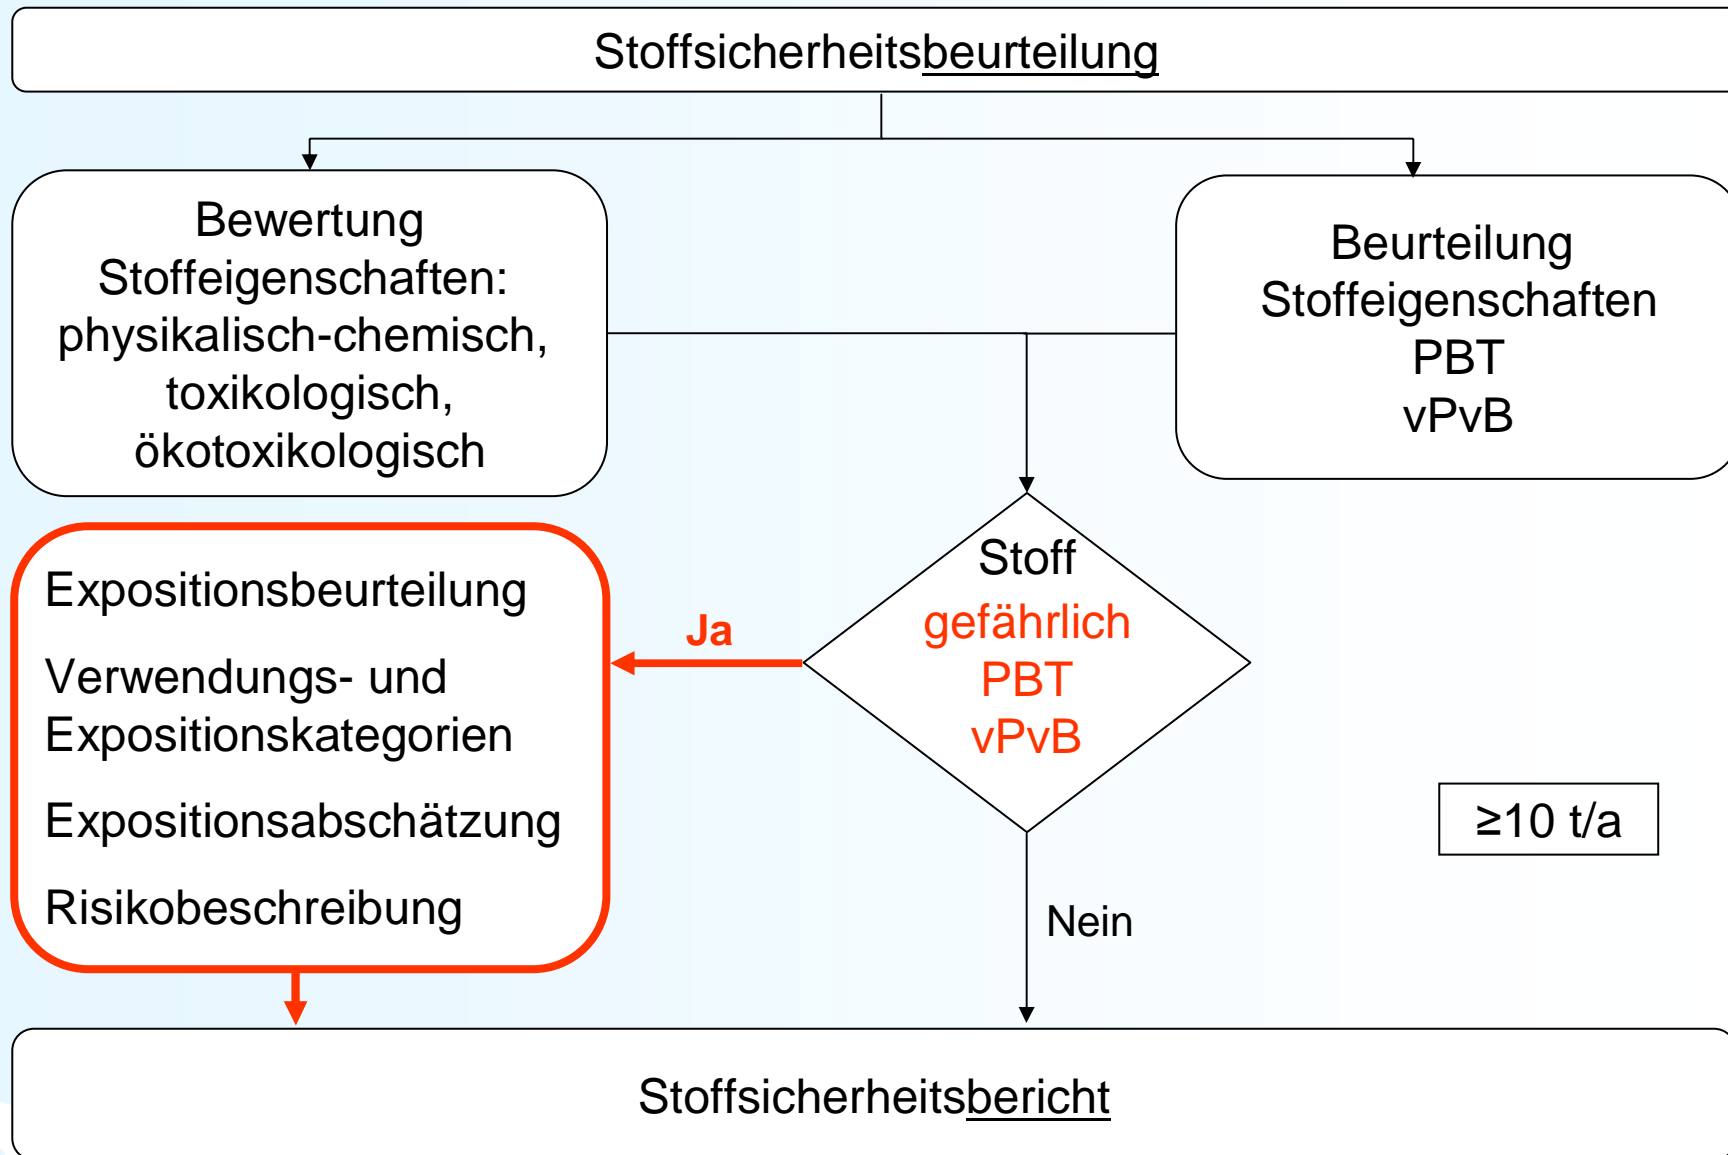 Stoffsicherheitsbeurteilung
Bewertung
Stoffeigenschaften:
physikalisch-chemisch,
toxikologisch,
ökotoxikologisch
Beurteilung
Stoffeigenschaften
PBT
vPvB
Stoff
gefährlich
PBT
vPvB
Ja
Expositionsbeurteilung
Verwendungs- und
Expositionskategorien
Expositionsabschätzung
Risikobeschreibung
≥10 t/a
Nein
Stoffsicherheitsbericht